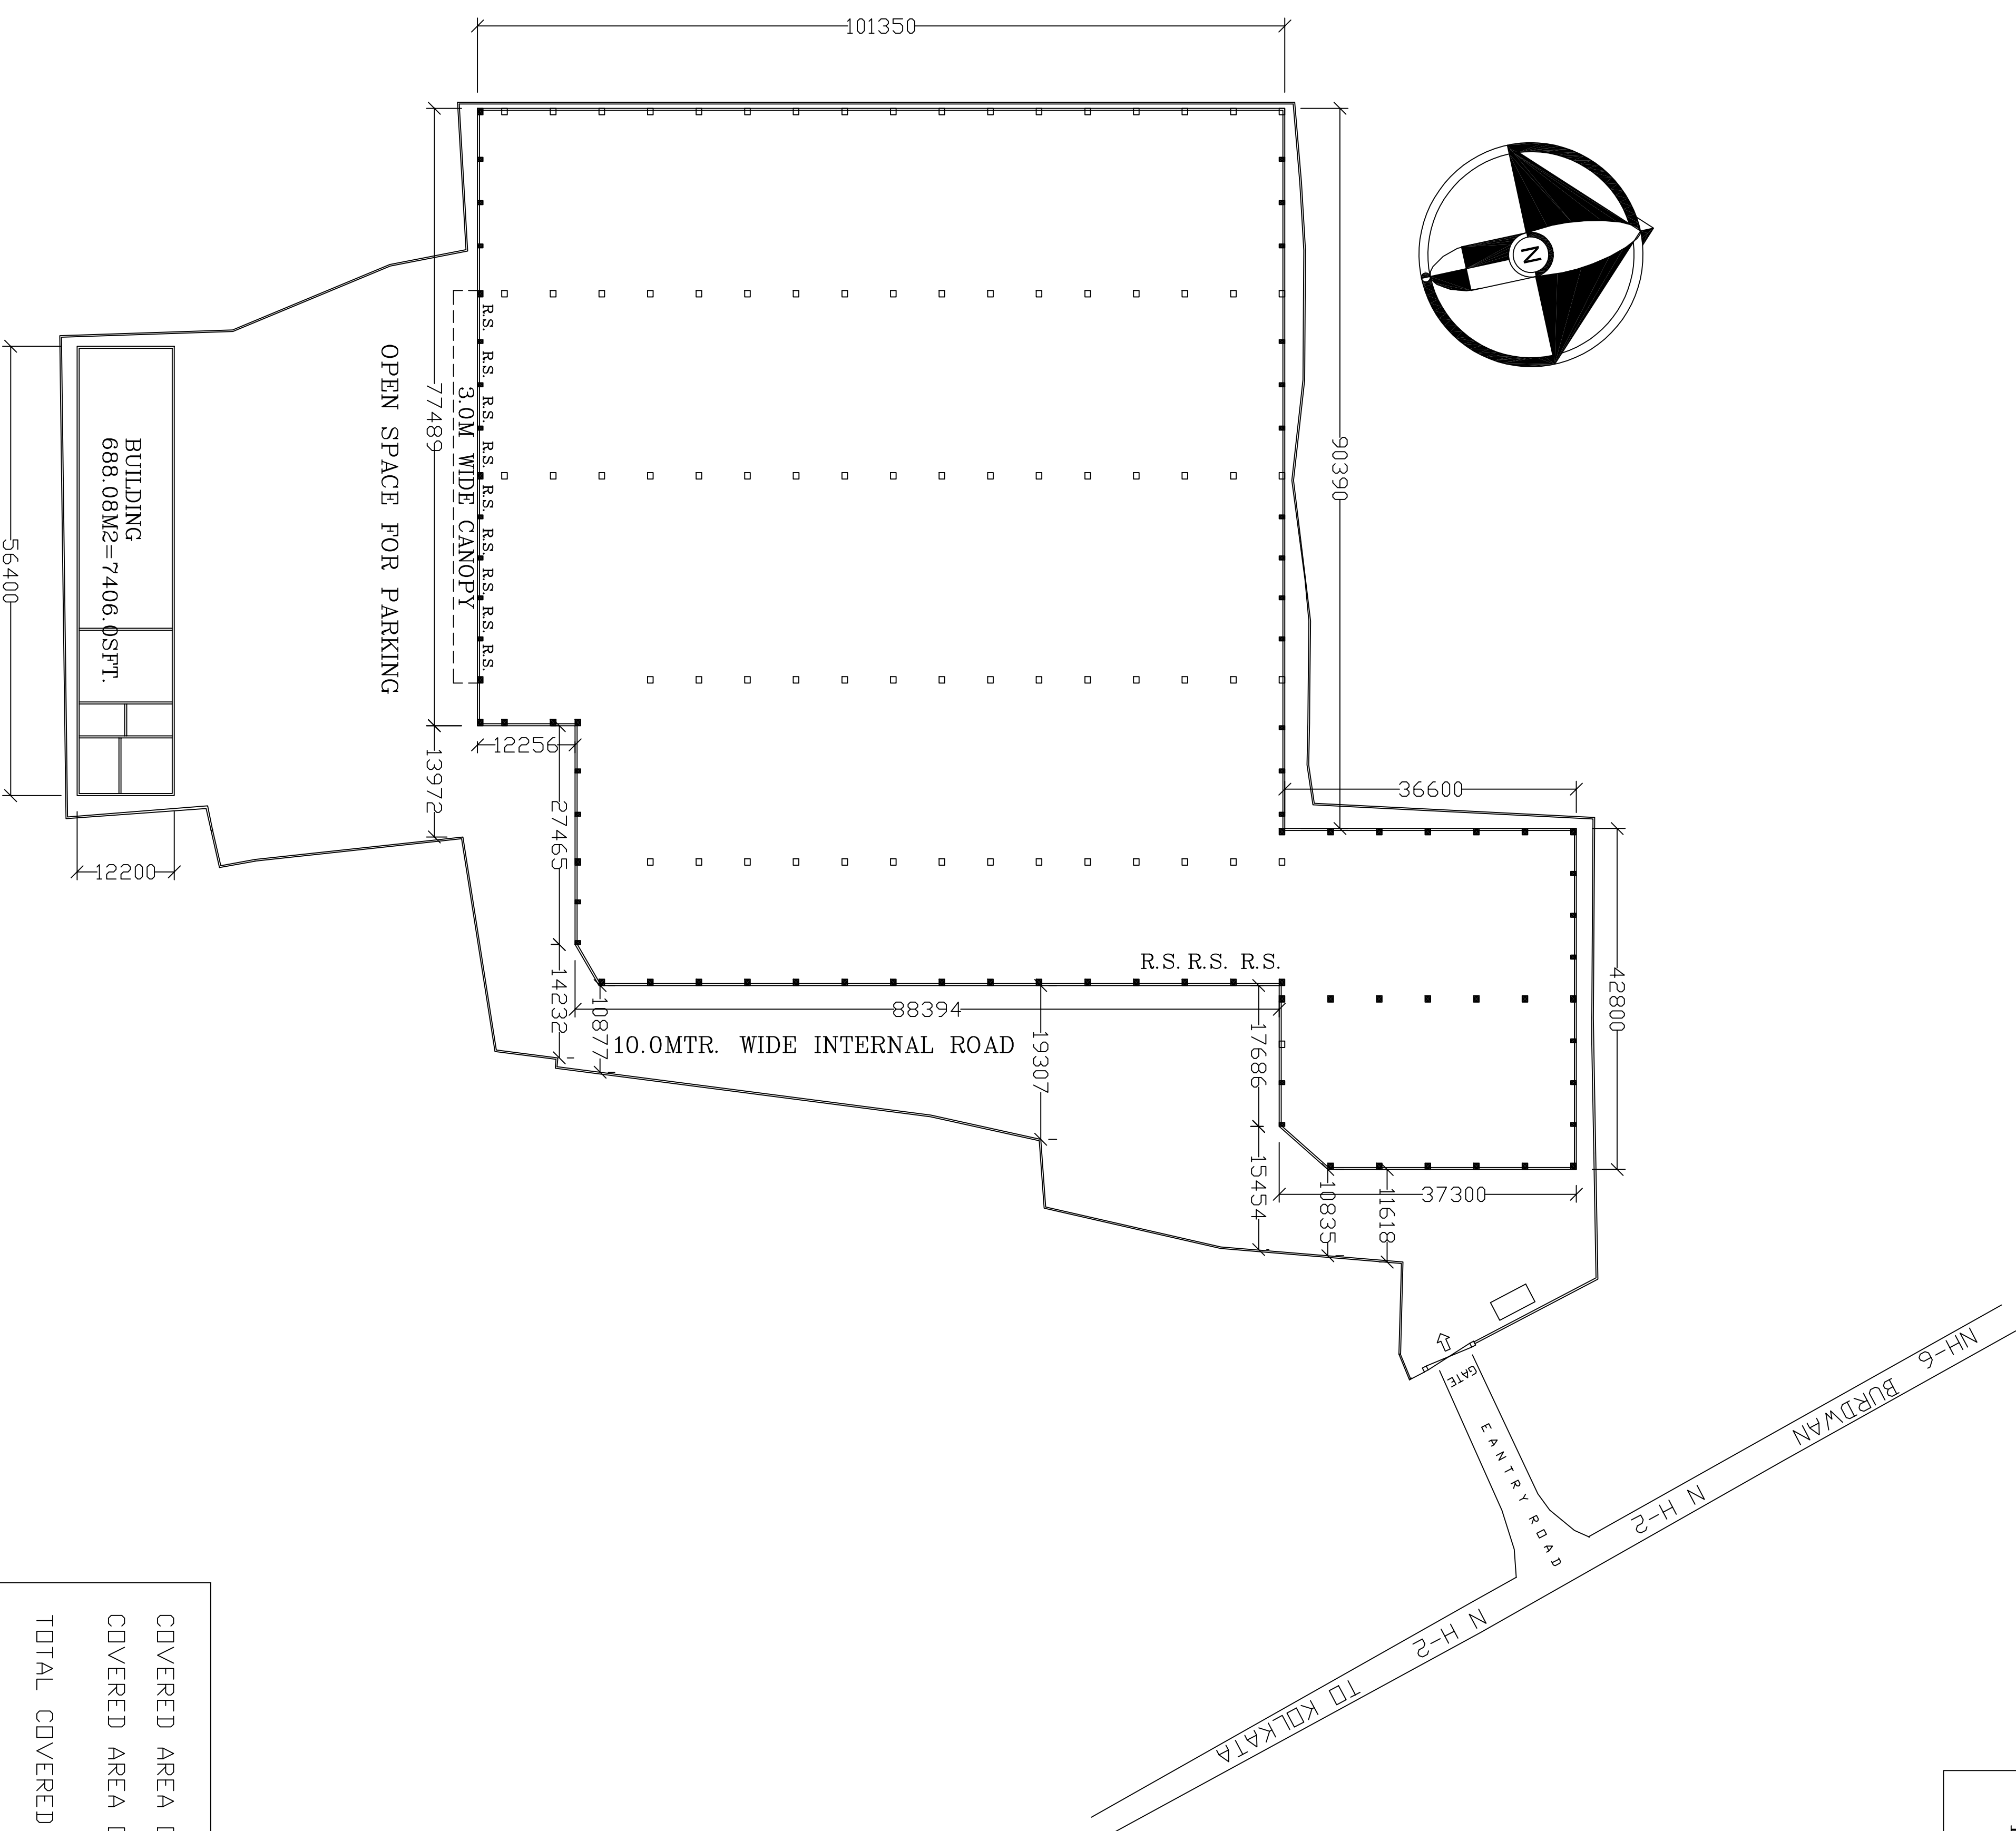 101350
90390
N
R.S. R.S. R.S. R.S. R.S. R.S. R.S. R.S. R.S.
3.0M WIDE CANOPY
77489
OPEN SPACE FOR PARKING
BUILDING
688.08M2=7406.0SFT.
56400
12200
13972
12256
27465
14232
10877
36600
42800
R.S. R.S. R.S.
88394
10.0MTR. WIDE INTERNAL ROAD
19307
17686
15454
10835
11618
37300
GATE
EANTRY ROAD
NH-6
BURDWAN
N H-2
N H-2
TO KOLKATA
COVERED AREA
COVERED AREA
TOTAL COVERED